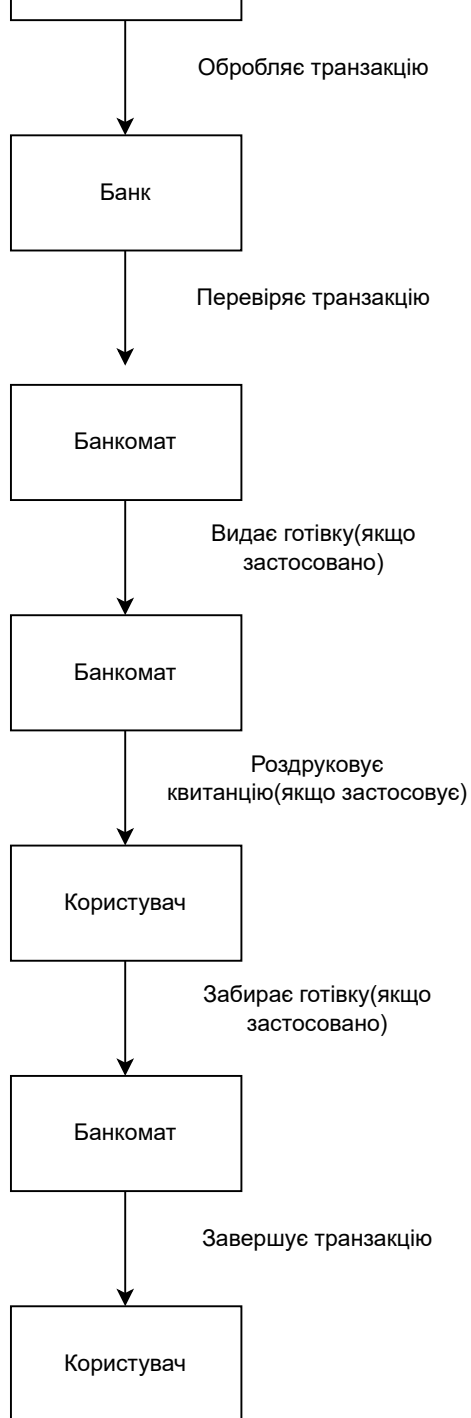 Обробляє транзакцію
Банк
Перевіряє транзакцію
Банкомат
Видає готівку(якщо
застосовано)
Банкомат
Роздруковує
квитанцію(якщо застосовує)
Користувач
Забирає готівку(якщо
застосовано)
Банкомат
Завершує транзакцію
Користувач